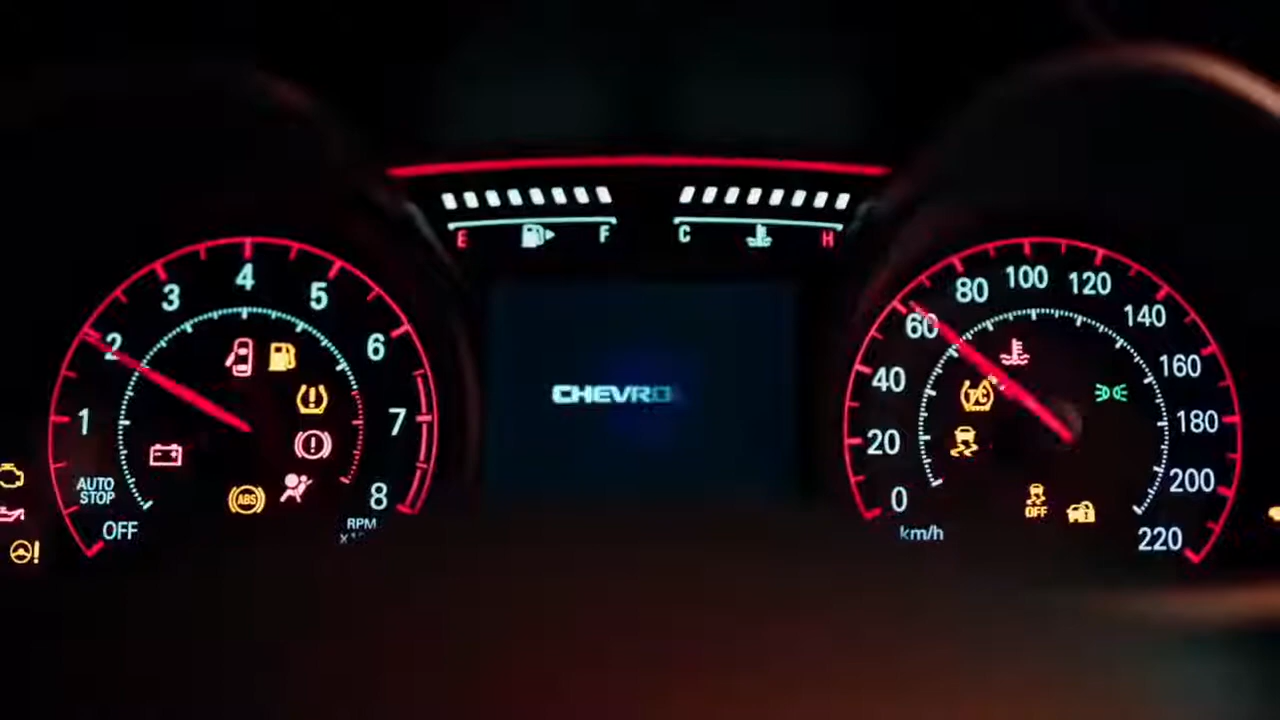 E F C H
4 100
3 5 80 120
2 6 60 140
160
1 7 40 180
20
AUTO
STOP
8 0 200
OFF
RPM
km/h 220
T/C
ABS
OFF
CHEVRO